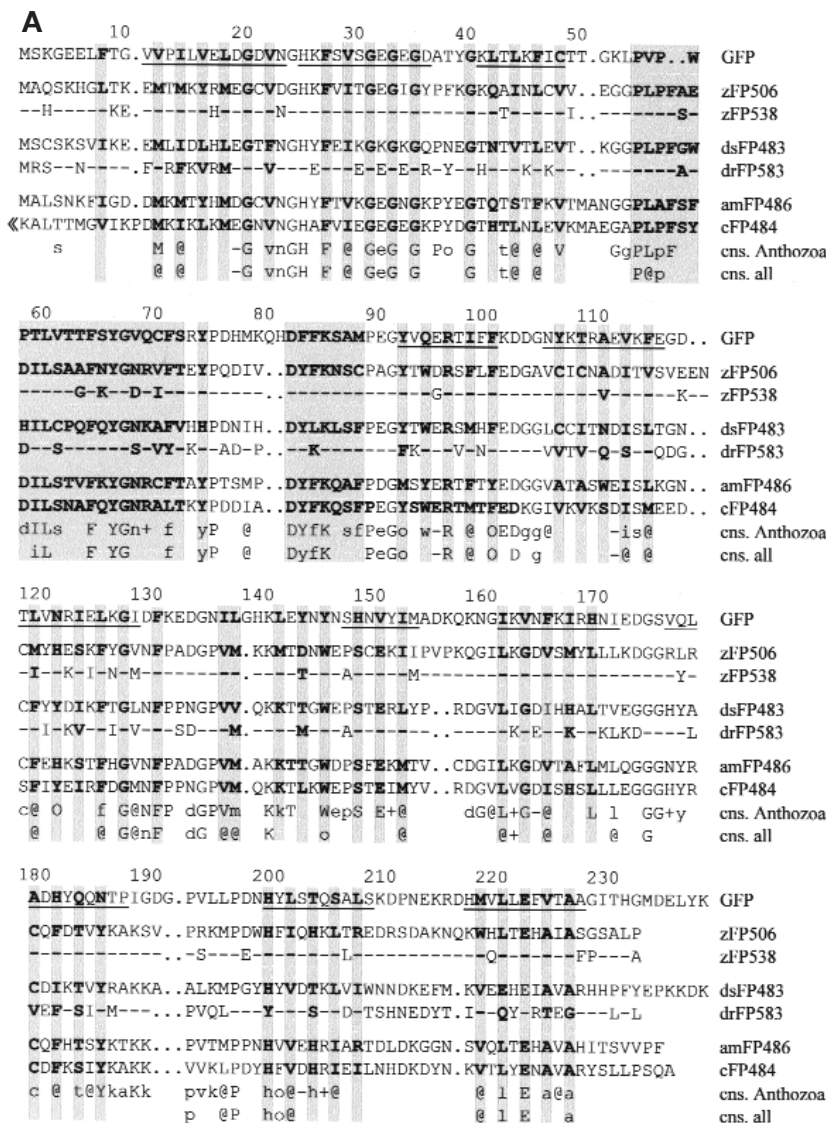 A
10 20 30 40 50
MSKGEELFTG.VVPILVELDGDVNGHKFSVSGEGEGDATYGKLTLKFICTT.GKLPVP..W GFP
MAQSKHGLTKEMTMKYRMEGCVDGHKFVITGEGIGYPFKGKQAINLCVV..EGGPLPFAE zFP506
--H----KE.------H----N------------------T----I--.------S- zFP538
MSCSKSVIKE.EMLIDLHLEGTFNGHYFEIKGKGKGQPNEGTNTVTLEVT..KGGPLPFGW dsFP483
MRS--N----.F-RFKVRM---V---E---E-E-E-R-Y--H---K-K--..------A- drFP583
MALSNKFIGD.DMKMTYHMDGCVNGHYFTVKGEGNGKPYEGTQTSTFKVTMANGGPLAFSF amFP486
«KALTTMGVIKPDMKIKLKMEGNVNGHAFVIEGEGEGKPYDGTHTLNLEVKMAEGAPLPFSY cFP484
s M @ -G vnGH F @ GeG G Po G t@ @ V GgPLpF cns. Anthozoa
@ @ G vnGH F @ GeG G G t@ @ P@p cns. all
60 70 80 90 100 110
PTLVTTFSYGVQCFSRYPDHMKQHDFFKSAMPEGYVQERTIFFKDDGNYKTRAEVKFEGD.. GFP
DILSAAFNYGNRVFTEYPQDIV..DYFKNSCPAGYTWDRSFLFEDGAVCICNADITVSVEEN zFP506
-----G-K--D-I-------..------------G------------V------K-- zFP538
HILCPQFQYGNKAFVHHPDNIH..DYLKLSFPEGYTWERSMHFEDGGLCCITNDISLTGN.. dsFP483
D--S-------S-VY-K--AD-P..---K-------FK---V-N------VVTV-Q-S--QDG. drFP583
DILSTVFKYGNRCFTAYPTSMP..DYFKQAFPDGMSYERTFTYEDGGVATASWEISLKGN.. amFP486
DILSNAFQYGNRALTKYPDDIA..DYFKQSFPEGYSWERTMTFEDKGIVKVKSDISMEED.. cFP484
dILs F YGn+ f yP @ DYfK sfPeGo w-R @ OEDgg@ -is@ cns. Anthozoa
iL F YG f yP @ DyfK PeGo -R @ O D g -@ @ cns. all
120 130 140 150 160 170
TLVNRIELKGIDFKEDGNILGHKLEYNYNSHNVYIMADKQKNGIKVNFKIRHNIEDGSVQL GFP
CMYHESKFYGVNFPADGPVM.KKMTDNWEPSCEKIIPVPKQGILKGDVSMYLLLKDGGRLR zFP506
-I--K-I-N-M---------.-----T---A-----M-------------------Y- zFP538
CFYYDIKFTGLNFPPNGPVV.QKKTTGWEPSTERLYP..RDGVLIGDIHHALTVEGGGHYA dsFP483
-I-KV-I-V---SD---M.----M---A-------..---K-E--K---KLKD----L drFP583
CFEHKSTFHGVNFPADGPVM.AKKTTGWDPSFEKMTV..CDGILKGDVTAFLMLQGGGNYR amFP486
SFIYEIRFDGMNFPPNGPVM.QKKTLKWEPSTEIMYV..RDGVLVGDISHSLLLEGGGHYR cFP484
c@ O f G@NFP dGPVm KkT WepS E+@ dG@L+G-@ L l GG+y cns. Anthozoa
@ @ G@nF dG @@ K o @ @+ @ @ G cns. all
180 190 200 210 220 230
ADHYQQNTPIGDG.PVLLPDNHYLSTQSALSKDPNEKRDHMVLLEFVTAAGITHGMDELYK GFP
CQFDTVYKAKSV..PRKMPDWHFIQHKLTREDRSDAKNQKWHLTEHAIASGSALP zFP506
------------..--S--E--------L------------Q-------FP---A zFP538
CDIKTVYRAKKA..ALKMPGYHYVDTKLVIWNNDKEFM.KVEEHEIAVARHHPFYEPKKDK dsFP483
VEF-SI-M----...PVQL---Y---S--D-TSHNEDYT.I--QY-RTEG---L-L drFP583
CQFHTSYKTKK...PVTMPPNHVVEHRIARTDLDKGGN.SVQLTEHAVAHITSVVPF amFP486
CDFKSIYKAKK...VVKLPDYHFVDHRIEILNHDKDYN.KVTLYENAVARYSLLPSQA cFP484
c @ t@YkaKk pvk@P ho@-h+@ @ l E a@a cns. Anthozoa
p @P ho@ @ l E a cns. all